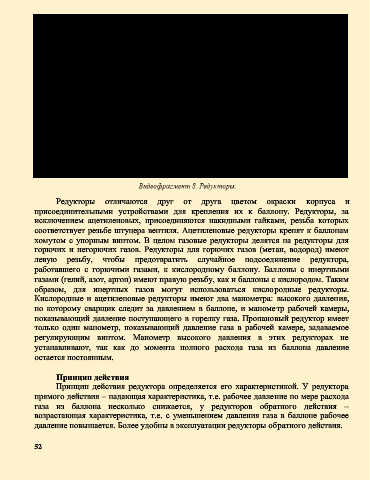 Видеофрагмент 8. Редукторы.
Редукторы отличаются друг от друга цветом окраски корпуса и
присоединительными устройствами для крепления их к баллону. Редукторы, за
исключением ацетиленовых, присоединяются накидными гайками, резьба которых
соответствует резьбе штуцера вентиля. Ацетиленовые редукторы крепят к баллонам
хомутом с упорным винтом. В целом газовые редукторы делятся на редукторы для
горючих и негорючих газов. Редукторы для горючих газов (метан, водород) имеют
левую резьбу, чтобы предотвратить случайное подсоединение редуктора,
работавшего с горючими газами, к кислородному баллону. Баллоны с инертными
газами (гелий, азот, аргон) имеют правую резьбу, как и баллоны с кислородом. Таким
образом, для инертных газов могут использоваться кислородные редукторы.
Кислородные и ацетиленовые редукторы имеют два манометра: высокого давления,
по которому сварщик следит за давлением в баллоне, и манометр рабочей камеры,
показывающий давление поступающего в горелку газа. Пропановый редуктор имеет
только один манометр, показывающий давление газа в рабочей камере, задаваемое
регулирующим винтом. Манометр высокого давления в этих редукторах не
устанавливают, так как до момента полного расхода газа из баллона давление
остается постоянным.
Принцип действия
Принцип действия редуктора определяется его характеристикой. У редуктора
прямого действия – падающая характеристика, т.е. рабочее давление по мере расхода
газа из баллона несколько снижается, у редукторов обратного действия –
возрастающая характеристика, т.е. с уменьшением давления газа в баллоне рабочее
давление повышается. Более удобны в эксплуатации редукторы обратного действия.
52